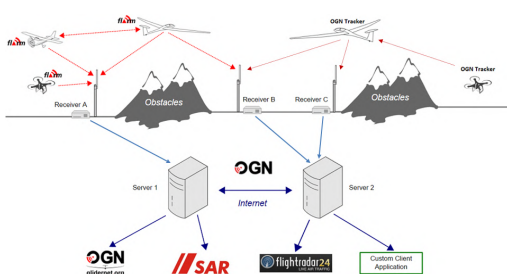 flarm
flarm
OGN Tracker
flarm
OGN Tracker
Receiver A
Obstacles
Receiver B
Receiver C
Obstacles
OGN
Server 1
Internet
Server 2
OGN
glidernet.org
SAR
flightradar24
LIVE AIR TRAFFIC
Custom Client
Application